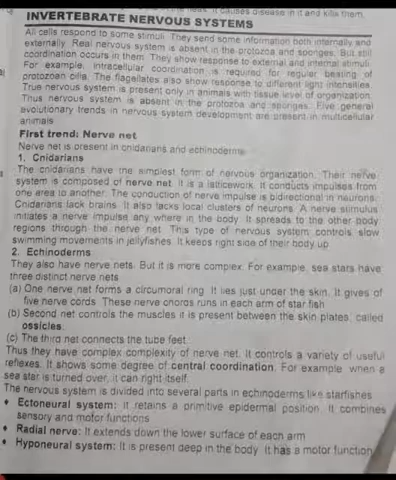 it causes disease in it and kills them.
INVERTEBRATE NERVOUS SYSTEMS
All cells respond to some stimuli. They send some information both internally and
externally. Real nervous system is absent in the protozoa and sponges. But still
coordination occurs in them. They show response to external and internal stimuli.
For example, Intracellular coordination is required for regular beating of
protozoan cilia. The flagellates also show response to different light intensities.
True nervous system is present only in animals with tissue level of organization.
Thus nervous system is absent in the protozoa and sponges. Five general
evolutionary trends in nervous system development are present in multicellular
animals
First trend: Nerve net
Nerve net is present in cnidarians and echinoderms
1. Cnidarians
The cnidarians have the simplest form of nervous organization. Their nerve
system is composed of nerve net. It is a latticework. It conducts impulses from
one area to another. The conduction of nerve impulse is bidirectional in neurons.
Cnidarians lack brains. It also lacks local clusters of neurons. A nerve stimulus
initiates a nerve impulse any where in the body. It spreads to the other body
regions through the nerve net. This type of nervous system controls slow
swimming movements in jellyfishes. It keeps right side of their body up.
2. Echinoderms
They also have nerve nets. But it is more complex. For example, sea stars have
three distinct nerve nets
(a) One nerve net forms a circumoral ring. It lies just under the skin. It gives of
five nerve cords. These nerve chords runs in each arm of star fish
(b) Second net controls the muscles it is present between the skin plates, called
ossicles.
(c) The third net connects the tube feet.
Thus they have complex complexity of nerve net. It controls a variety of useful
reflexes. It shows some degree of central coordination. For example, when a
sea star is turned over, it can right itself.
The nervous system is divided into several parts in echinoderms like starfishes
• Ectoneural system: It retains a primitive epidermal position. It combines
sensory and motor functions
• Radial nerve: It extends down the lower surface of each arm
• Hyponeural system: It is present deep in the body. It has a motor function